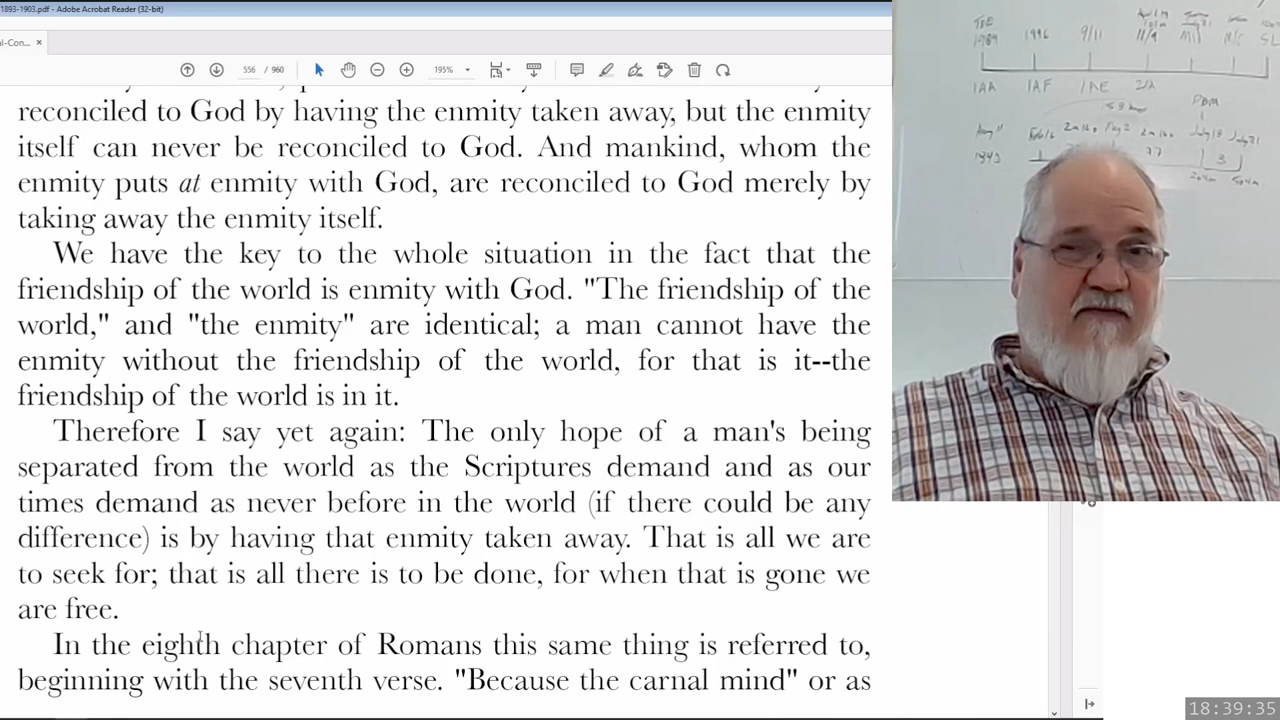 1893-1903.pdf - Adobe Acrobat Reader (32-bit)
al-Con... ×
556 / 960
195%
reconciled to God by having the enmity taken away, but the enmity
itself can never be reconciled to God. And mankind, whom the
enmity puts at enmity with God, are reconciled to God merely by
taking away the enmity itself.
We have the key to the whole situation in the fact that the
friendship of the world is enmity with God. "The friendship of the
world," and "the enmity" are identical; a man cannot have the
enmity without the friendship of the world, for that is it--the
friendship of the world is in it.
Therefore I say yet again: The only hope of a man's being
separated from the world as the Scriptures demand and as our
times demand as never before in the world (if there could be any
difference) is by having that enmity taken away. That is all we are
to seek for; that is all there is to be done, for when that is gone we
are free.
In the eighth chapter of Romans this same thing is referred to,
beginning with the seventh verse. "Because the carnal mind" or as
1989 1996 9/11
1AA 1AF
18:39:35